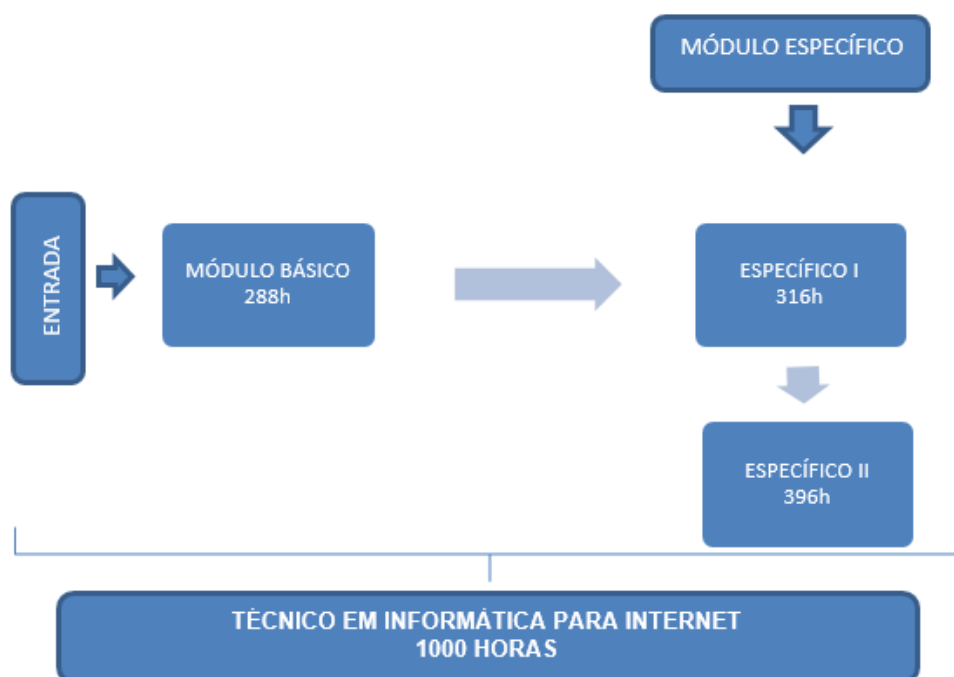 MÓDULO ESPECÍFICO
ENTRADA
MÓDULO BÁSICO
288h
ESPECÍFICO I
316h
ESPECÍFICO II
396h
TÉCNICO EM INFORMÁTICA PARA INTERNET
1000 HORAS